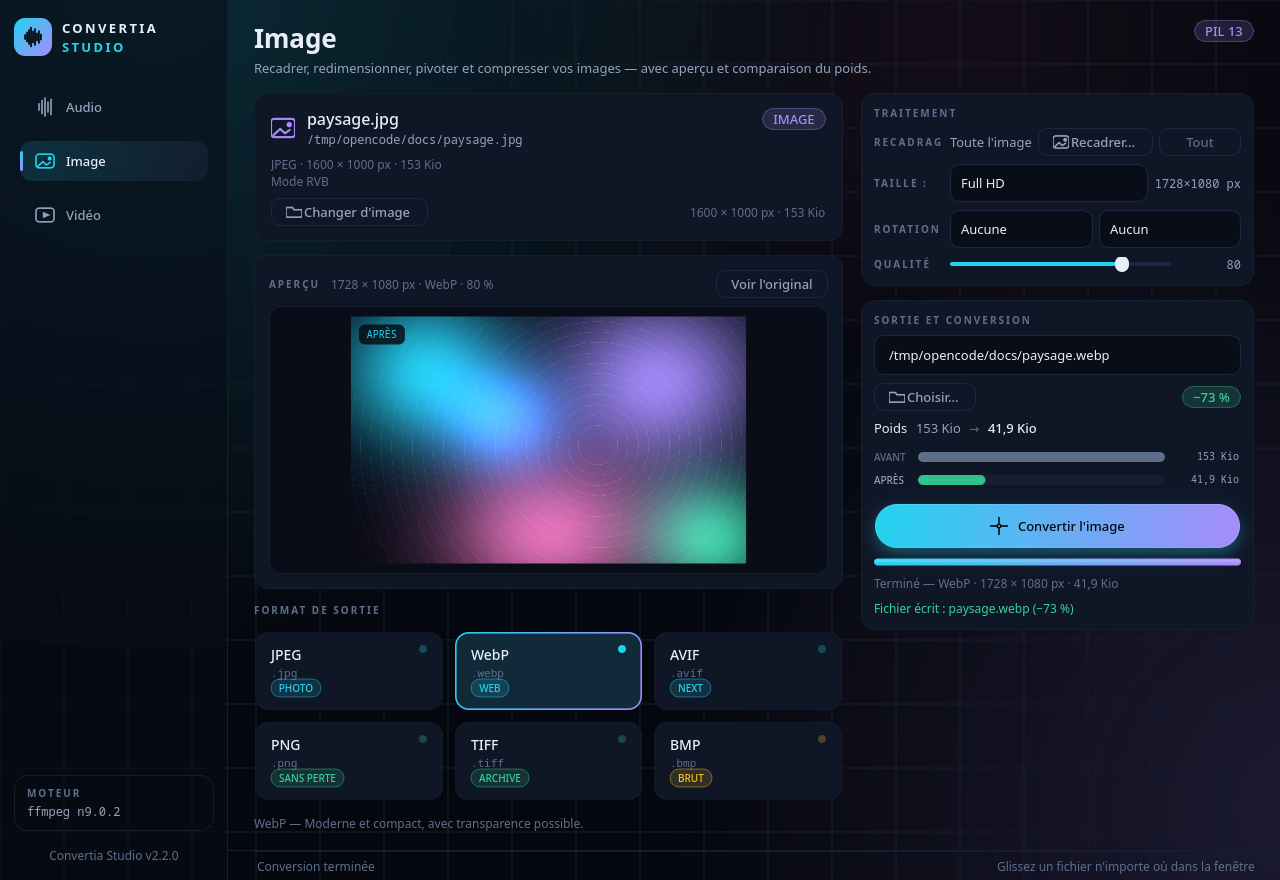 CONVERTIA
STUDIO
Audio
Image
Vidéo
MOTEUR
ffmpeg n9.0.2
Convertia Studio v2.2.0
Image
PIL 13
Recadrer, redimensionner, pivoter et compresser vos images — avec aperçu et comparaison du poids.
paysage.jpg
IMAGE
/tmp/opencode/docs/paysage.jpg
JPEG · 1600 × 1000 px · 153 Kio
Mode RVB
Changer d'image
1600 × 1000 px · 153 Kio
APERÇU 1728 × 1080 px · WebP · 80 %
Voir l'original
APRÈS
FORMAT DE SORTIE
JPEG
.jpg
PHOTO
WebP
.webp
WEB
AVIF
.avif
NEXT
PNG
.png
SANS PERTE
TIFF
.tiff
ARCHIVE
BMP
.bmp
BRUT
WebP — Moderne et compact, avec transparence possible.
TRAITEMENT
RECADRAG Toute l'image Recadrer... Tout
TAILLE : Full HD 1728×1080 px
ROTATION Aucune Aucun
QUALITÉ 80
SORTIE ET CONVERSION
/tmp/opencode/docs/paysage.webp
Choisir...
−73 %
Poids 153 Kio → 41,9 Kio
AVANT 153 Kio
APRÈS 41,9 Kio
Convertir l'image
Terminé — WebP · 1728 × 1080 px · 41,9 Kio
Fichier écrit : paysage.webp (−73 %)
Conversion terminée
Glissez un fichier n'importe où dans la fenêtre